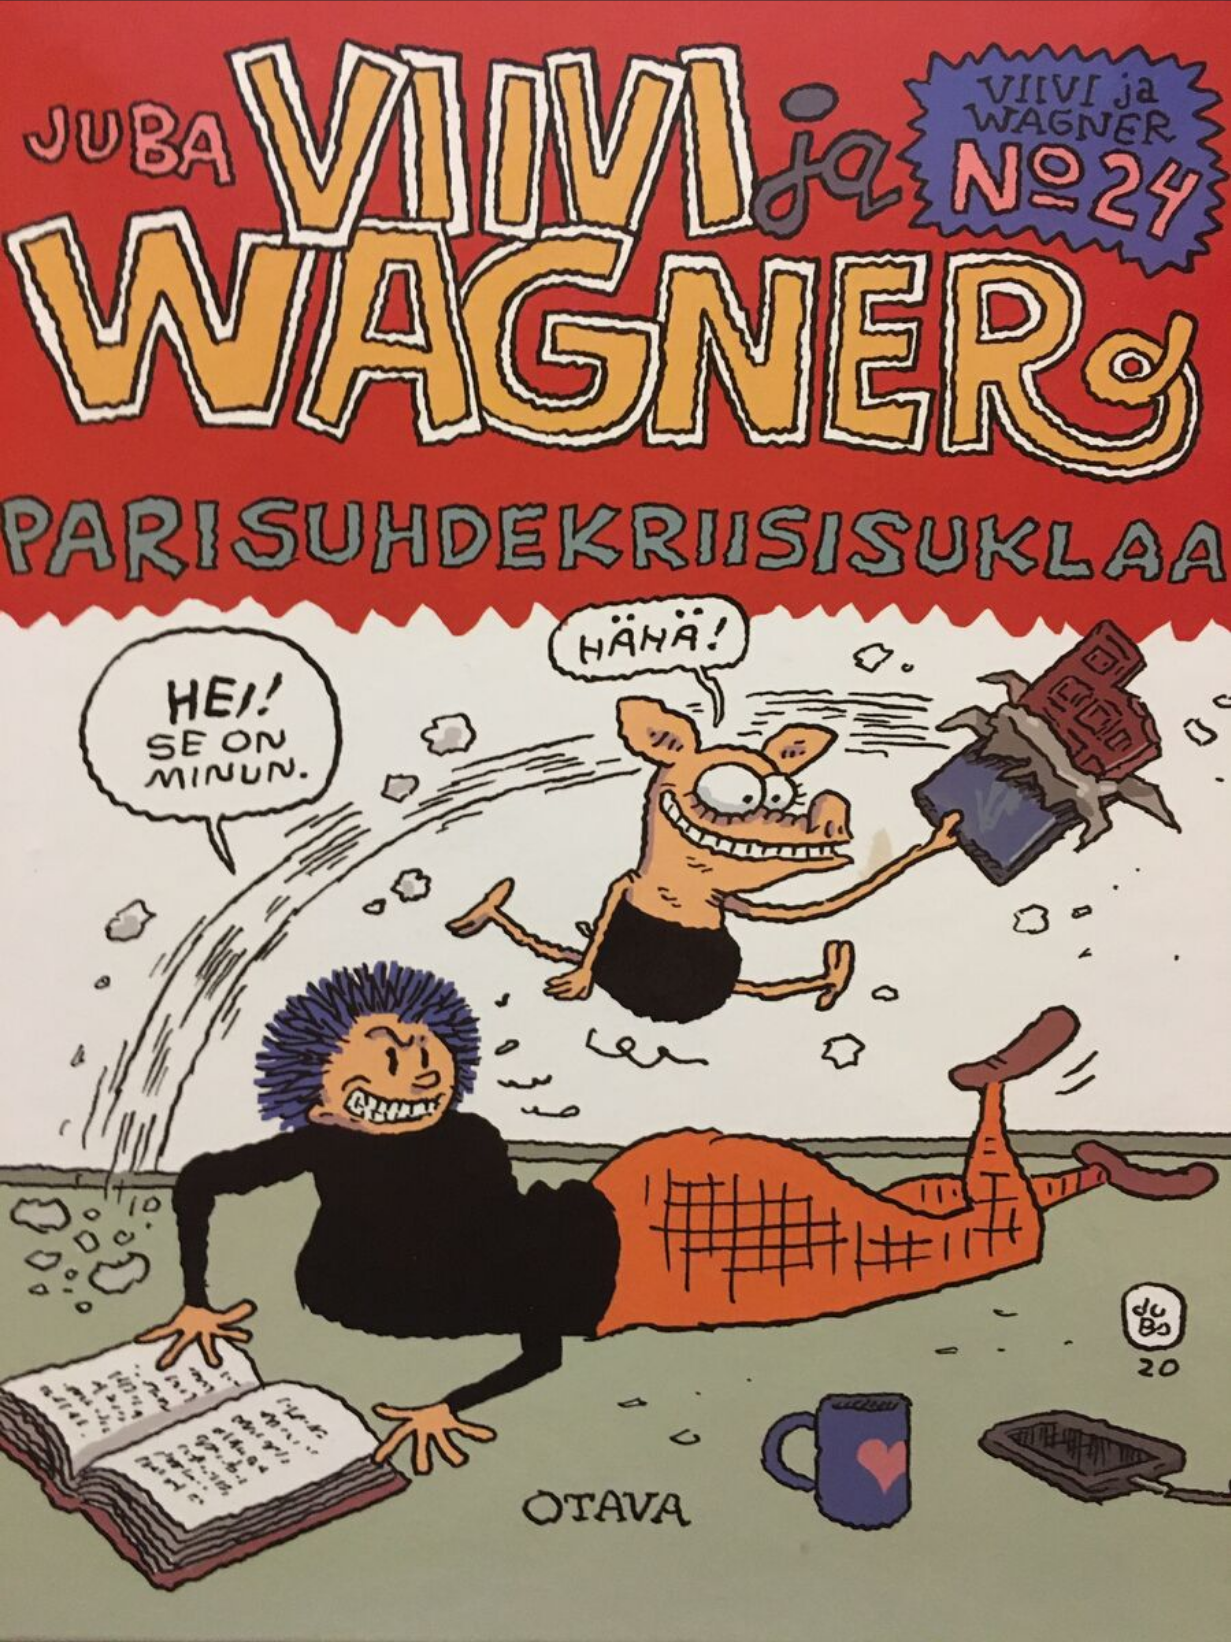 JUBA
VIIVI ja
WAGNER
VIIVI ja
WAGNER
No 24
PARISUHDEKRIISISUKLAA
HEI!
SE ON
MINUN.
HÄHÄ!
JUBA
20
OTAVA